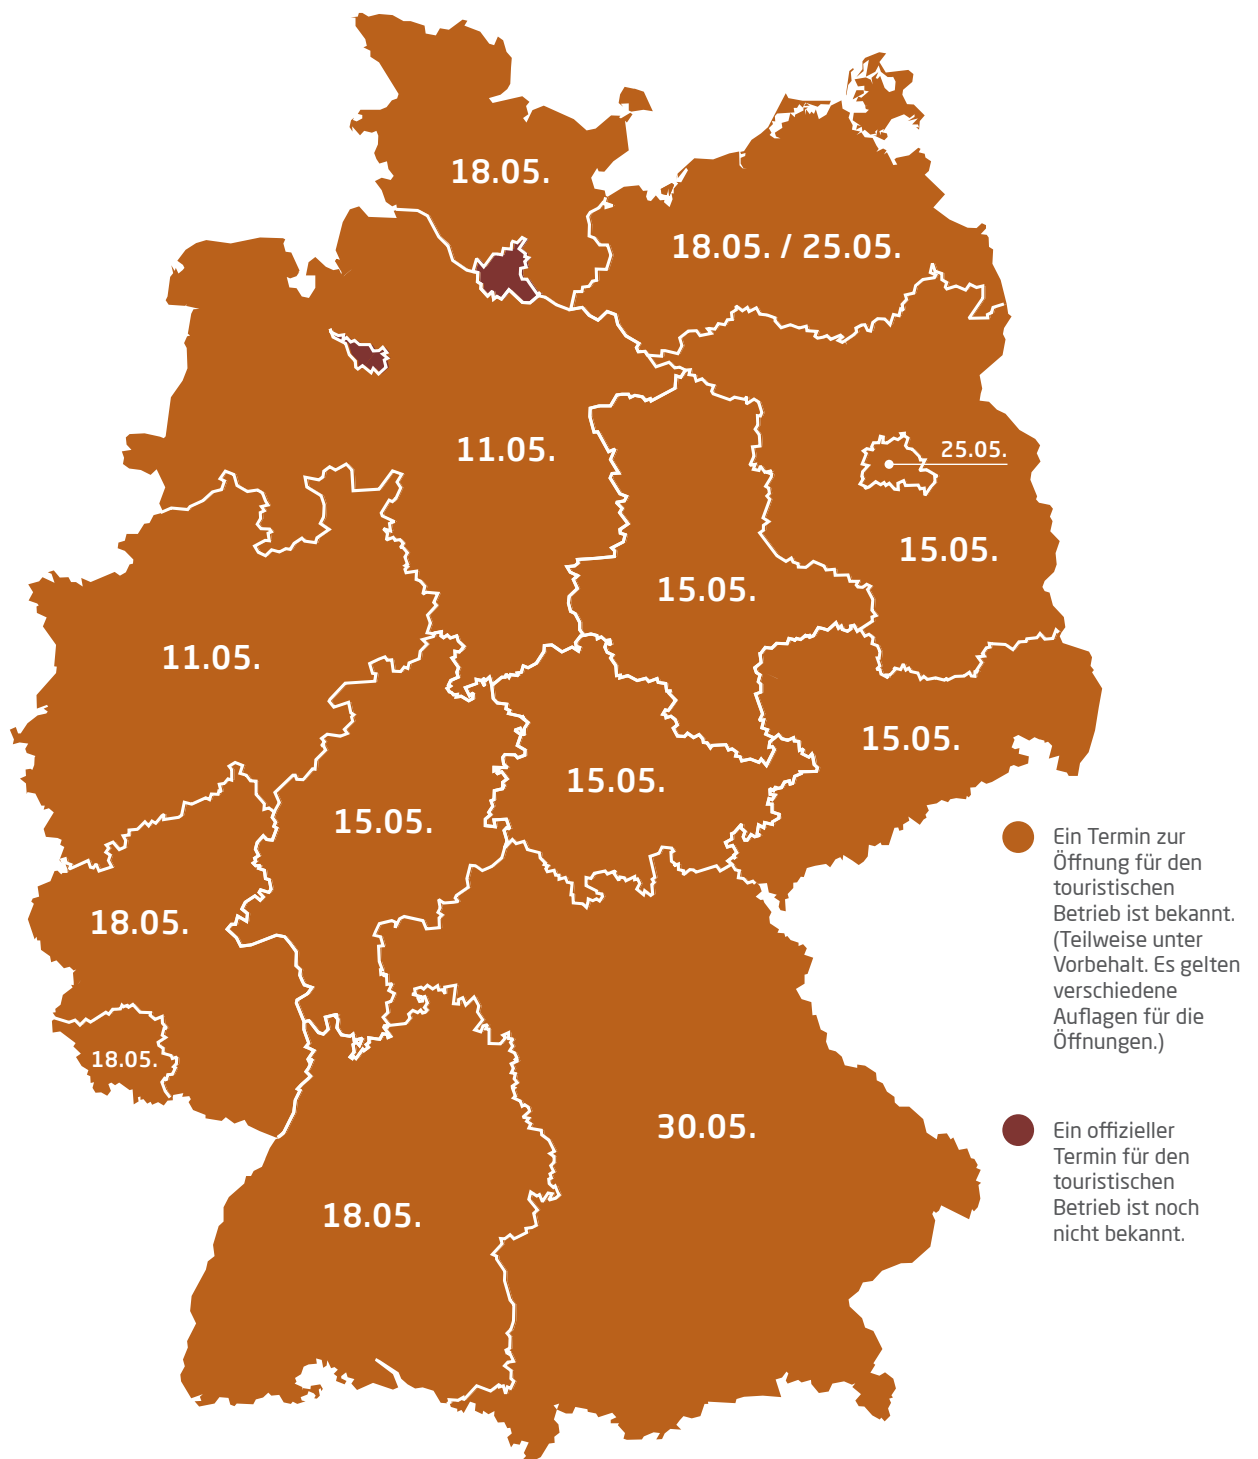 18.05.
18.05. / 25.05.
11.05.
25.05.
15.05.
15.05.
11.05.
15.05.
15.05.
15.05.
18.05.
18.05.
30.05.
18.05.
Ein Termin zur
Öffnung für den
touristischen
Betrieb ist bekannt.
(Teilweise unter
Vorbehalt. Es gelten
verschiedene
Auflagen für die
Öffnungen.)
Ein offizieller
Termin für den
touristischen
Betrieb ist noch
nicht bekannt.